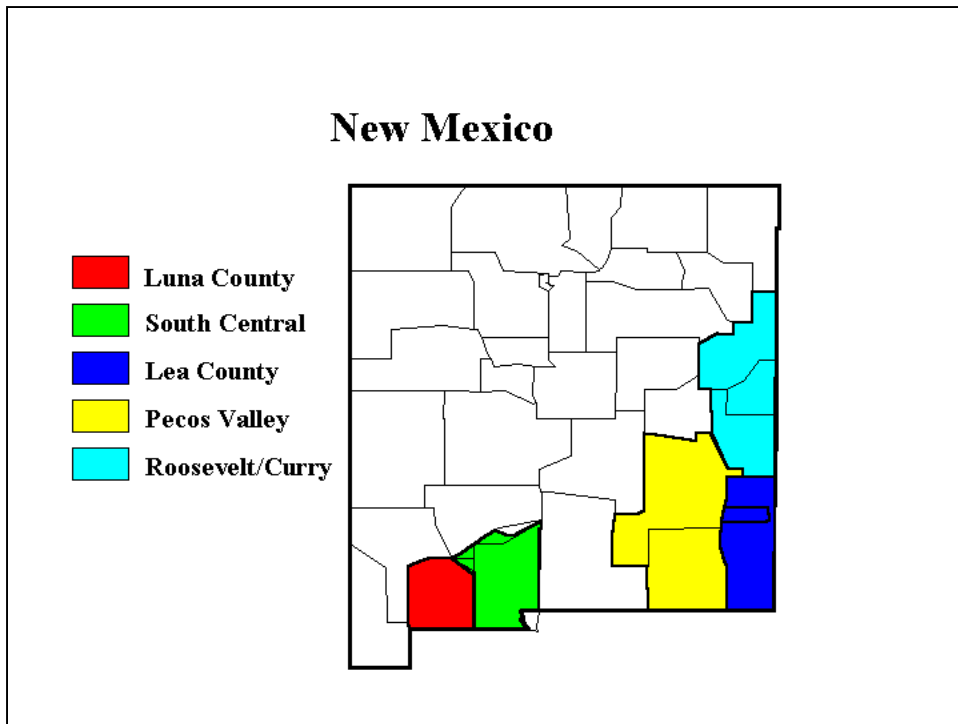 New Mexico
Luna County
South Central
Lea County
Pecos Valley
Roosevelt/Curry